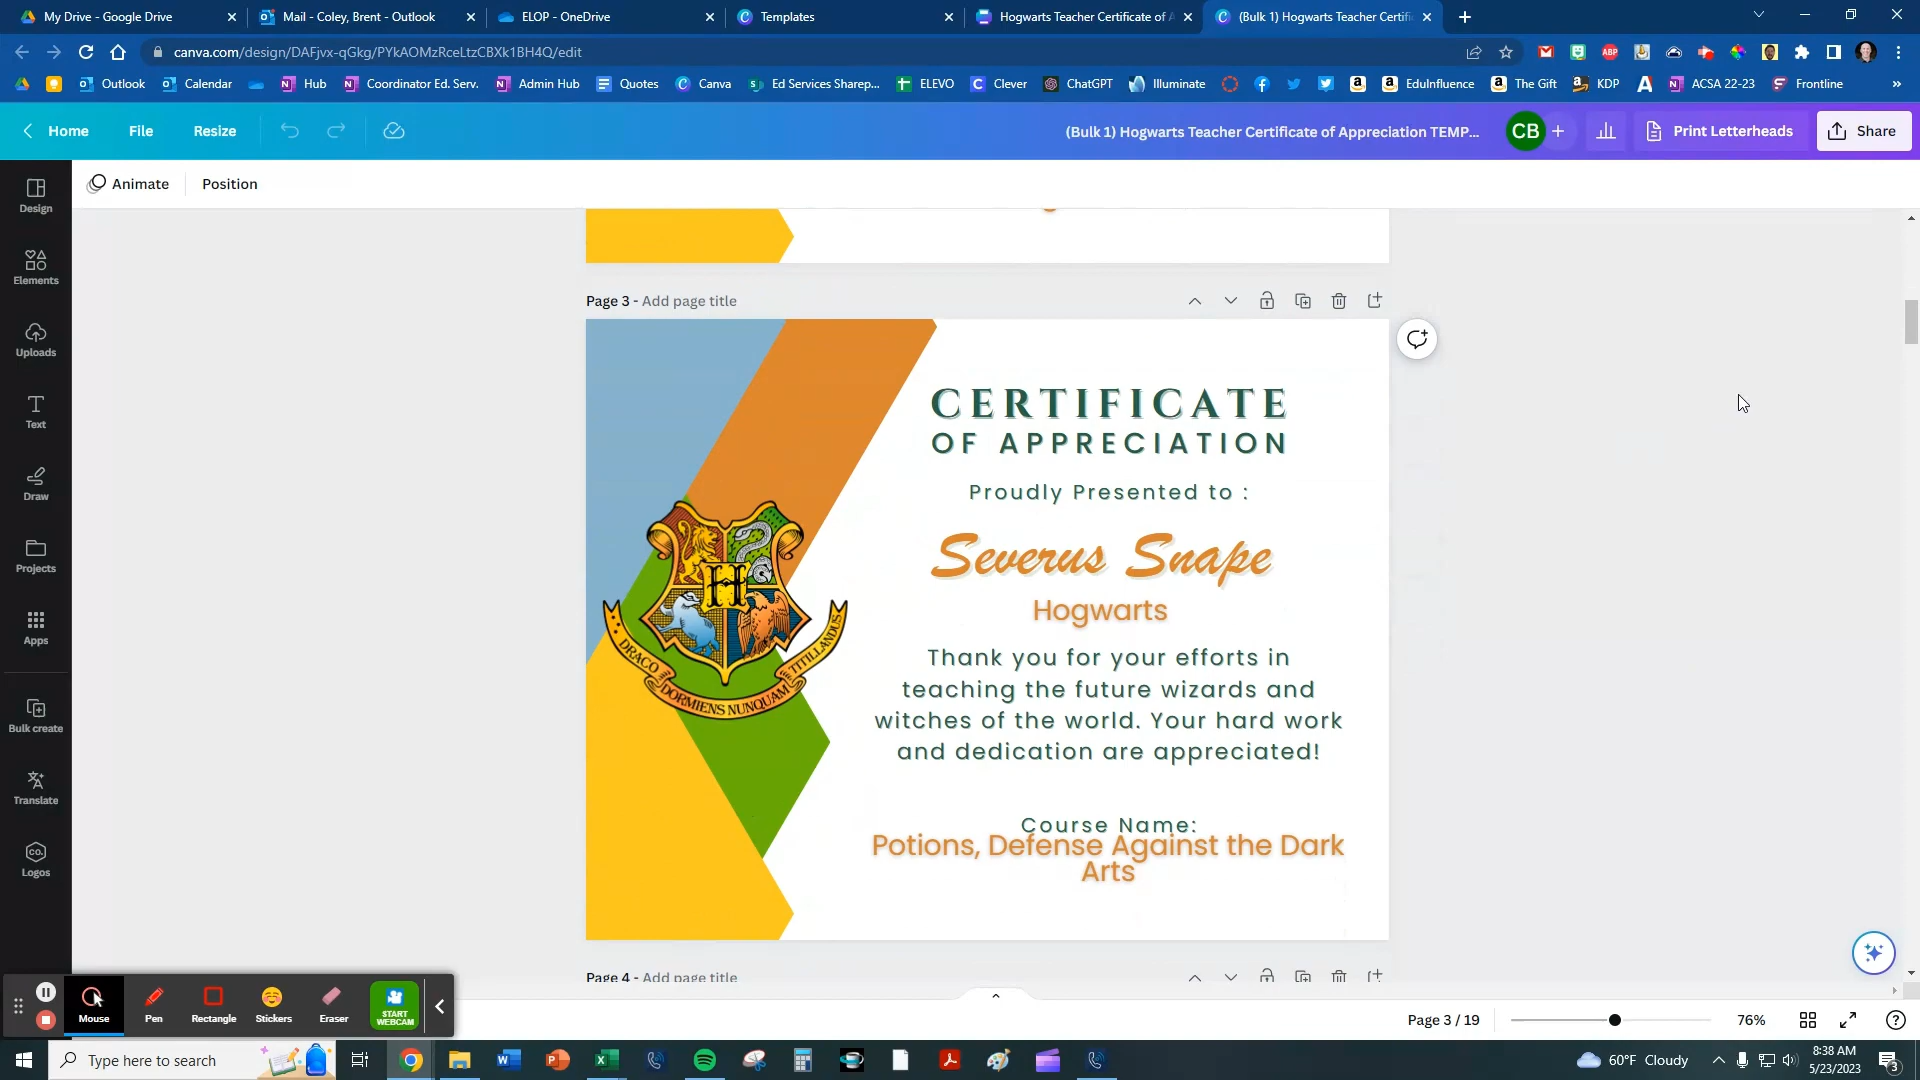 My Drive - Google Drive
Mail - Coley, Brent - Outlook
ELOP - OneDrive
Templates
Hogwarts Teacher Certificate of A
(Bulk 1) Hogwarts Teacher Certifi
canva.com/design/DAFjvx-qGkg/PYkAOMzRceLtzCBXk1BH4Q/edit
Outlook
Calendar
Hub
Coordinator Ed. Serv.
Admin Hub
Quotes
Canva
Ed Services Sharep...
ELEVO
Clever
ChatGPT
Illuminate
EduInfluence
The Gift
KDP
ACSA 22-23
Frontline
Home
File
Resize
(Bulk 1) Hogwarts Teacher Certificate of Appreciation TEMP...
CB
Print Letterheads
Share
Animate
Position
Design
Elements
Uploads
Text
Draw
Projects
Apps
Bulk create
Translate
CO.
Logos
Page 3 - Add page title
CERTIFICATE
OF APPRECIATION
Proudly Presented to :
Severus Snape
Hogwarts
Thank you for your efforts in
teaching the future wizards and
witches of the world. Your hard work
and dedication are appreciated!
Course Name:
Potions, Defense Against the Dark
Arts
H
DRACO DORMIENS NUNQUAM TITILLANDUS
Page 4 - Add page title
Mouse
Pen
Rectangle
Stickers
Eraser
START
WEBCAM
Page 3 / 19
76%
Type here to search
60°F Cloudy
8:38 AM
5/23/2023
3